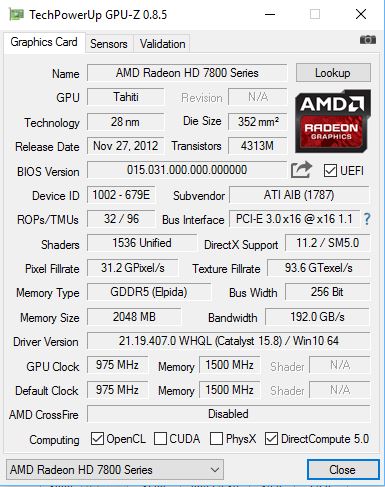 TechPowerUp GPU-Z 0.8.5
Graphics Card Sensors Validation
Name AMD Radeon HD 7800 Series Lookup
GPU Tahiti Revision N/A
Technology 28 nm Die Size 352 mm²
Release Date Nov 27, 2012 Transistors 4313M
AMD
RADEON
GRAPHICS
BIOS Version 015.031.000.000.000000 UEFI
Device ID 1002 - 679E Subvendor ATI AIB (1787)
ROPs/TMUs 32 / 96 Bus Interface PCI-E 3.0 x16 @ x16 1.1 ?
Shaders 1536 Unified DirectX Support 11.2 / SM5.0
Pixel Fillrate 31.2 GPixel/s Texture Fillrate 93.6 GTexel/s
Memory Type GDDR5 (Elpida) Bus Width 256 Bit
Memory Size 2048 MB Bandwidth 192.0 GB/s
Driver Version 21.19.407.0 WHQL (Catalyst 15.8) / Win10 64
GPU Clock 975 MHz Memory 1500 MHz Shader N/A
Default Clock 975 MHz Memory 1500 MHz Shader N/A
AMD CrossFire Disabled
Computing OpenCL CUDA PhysX DirectCompute 5.0
AMD Radeon HD 7800 Series Close